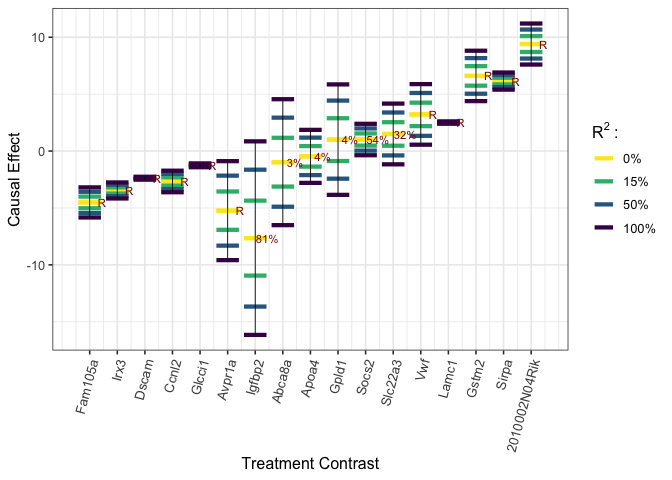 10
0
-10
Causal Effect
R
R
R
R
R
R
81%
3%
4%
4%
54%
32%
R
R
R
R
R
Fam105a
Irx3
Dscam
Ccnl2
Glcci1
Avpr1a
Igfbp2
Abca8a
Apoa4
Gpld1
Socs2
Slc22a3
Vwf
Lamc1
Gstm2
Sirpa
2010002N04Rik
Treatment Contrast
R² :
0%
15%
50%
100%